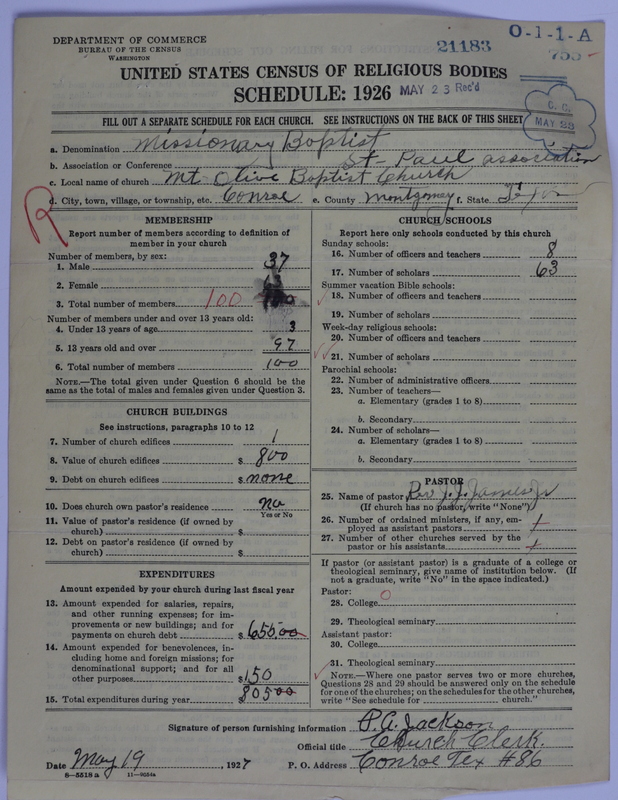 DEPARTMENT OF COMMERCE
BUREAU OF THE CENSUS
WASHINGTON
21183
O-1-1-A
UNITED STATES CENSUS OF RELIGIOUS BODIES
SCHEDULE: 1926
MAY 23 Rec'd
C. C.
MAY 23
FILL OUT A SEPARATE SCHEDULE FOR EACH CHURCH. SEE INSTRUCTIONS ON THE BACK OF THIS SHEET
a. Denomination Missionary Baptist
b. Association or Conference St- Paul association
c. Local name of church Mt Olive Baptist Church
d. City, town, village, or township, etc. Conroe e. County Montgomey f. State
R
MEMBERSHIP
Report number of members according to definition of
member in your church
Number of members, by sex:
1. Male 37
2. Female 63
3. Total number of members 100 100
Number of members under and over 13 years old:
4. Under 13 years of age 3
5. 13 years old and over 97
6. Total number of members 100
NOTE.—The total given under Question 6 should be the
same as the total of males and females given under Question 3.
CHURCH BUILDINGS
See instructions, paragraphs 10 to 12
7. Number of church edifices 1
8. Value of church edifices $ 800
9. Debt on church edifices $ none
10. Does church own pastor's residence no
Yes or No
11. Value of pastor's residence (if owned by
church) $
12. Debt on pastor's residence (if owned by
church) $
EXPENDITURES
Amount expended by your church during last fiscal year
13. Amount expended for salaries, repairs,
and other running expenses; for im-
provements or new buildings; and for
payments on church debt $ 655.00
14. Amount expended for benevolences, in-
cluding home and foreign missions; for
denominational support; and for all
other purposes $ 150
15. Total expenditures during year $ 80500
CHURCH SCHOOLS
Report here only schools conducted by this church
Sunday schools:
16. Number of officers and teachers 8
17. Number of scholars 63
Summer vacation Bible schools:
18. Number of officers and teachers
19. Number of scholars
Week-day religious schools:
20. Number of officers and teachers
21. Number of scholars
Parochial schools:
22. Number of administrative officers
23. Number of teachers—
a. Elementary (grades 1 to 8)
b. Secondary
24. Number of scholars—
a. Elementary (grades 1 to 8)
b. Secondary
PASTOR
25. Name of pastor Rev J. J. James Jr
(If church has no pastor, write "None")
26. Number of ordained ministers, if any, em-
ployed as assistant pastors
27. Number of other churches served by the
pastor or his assistants
If pastor (or assistant pastor) is a graduate of a college or
theological seminary, give name of institution below. (If
not a graduate, write "No" in the space indicated.)
Pastor:
28. College O
29. Theological seminary
Assistant pastor:
30. College
31. Theological seminary
NOTE.—Where one pastor serves two or more churches,
Questions 28 and 29 should be answered only on the schedule
for one of the churches; on the schedules for the other churches,
write "See schedule for church."
Signature of person furnishing information P. A. Jackson
Official title Church Clerk.
Date May 19, 1927 P. O. Address Conroe Tex #86
8—5518 a 11—9034a